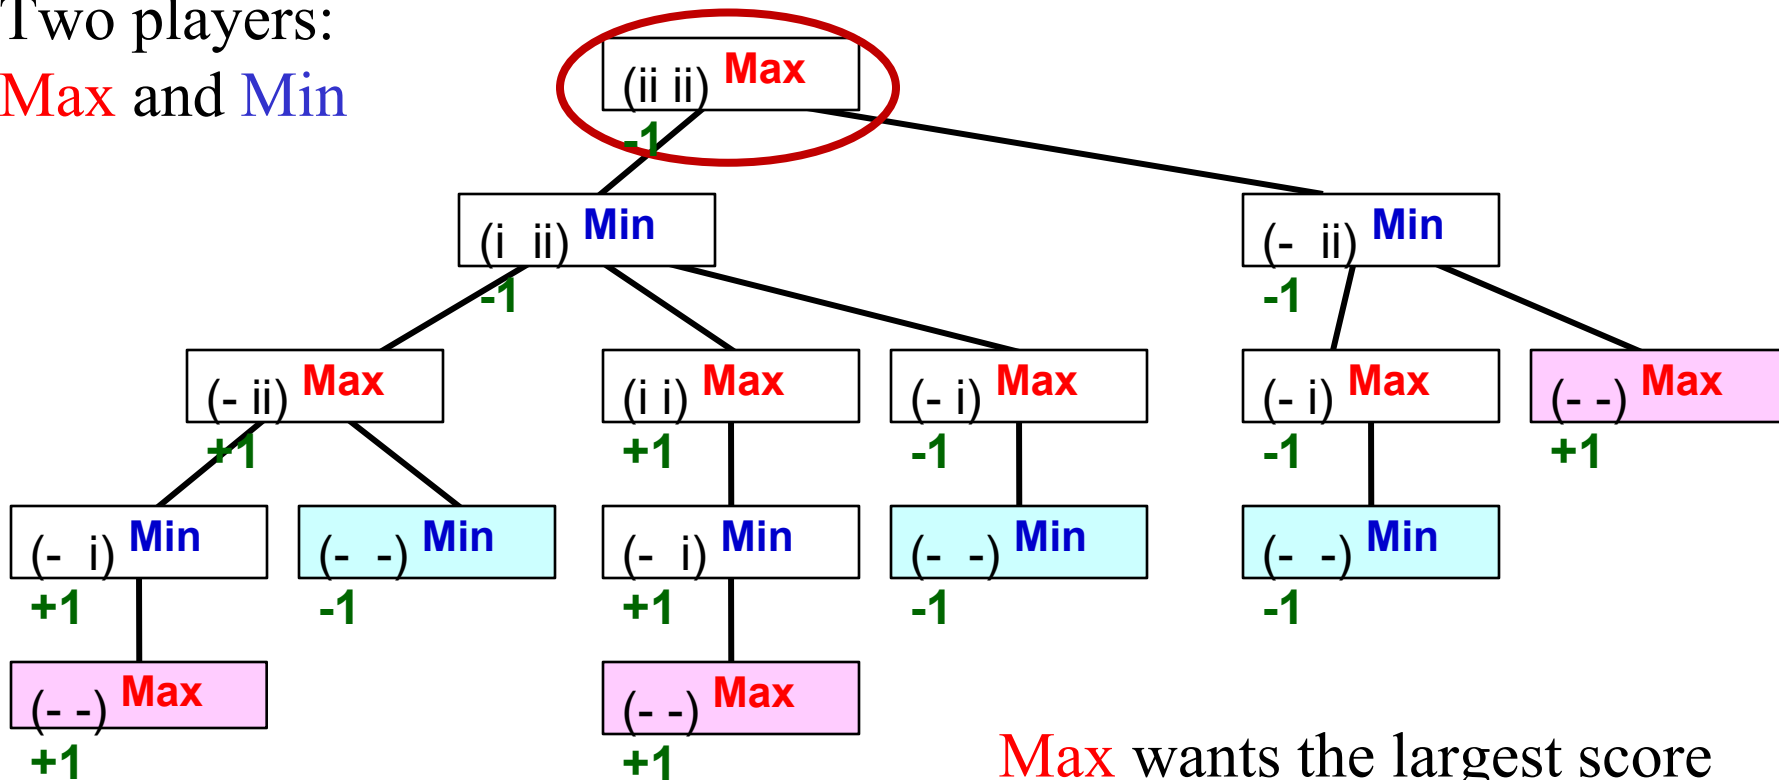 Two players:
Max and Min
(ii ii) Max
-1
(i ii) Min
-1
(- ii) Min
-1
(- ii) Max
+1
(i i) Max
+1
(- i) Max
-1
(- i) Max
-1
(- -) Max
+1
(- i) Min
+1
(- -) Min
-1
(- i) Min
+1
(- -) Min
-1
(- -) Min
-1
(- -) Max
+1
(- -) Max
+1
Max wants the largest score